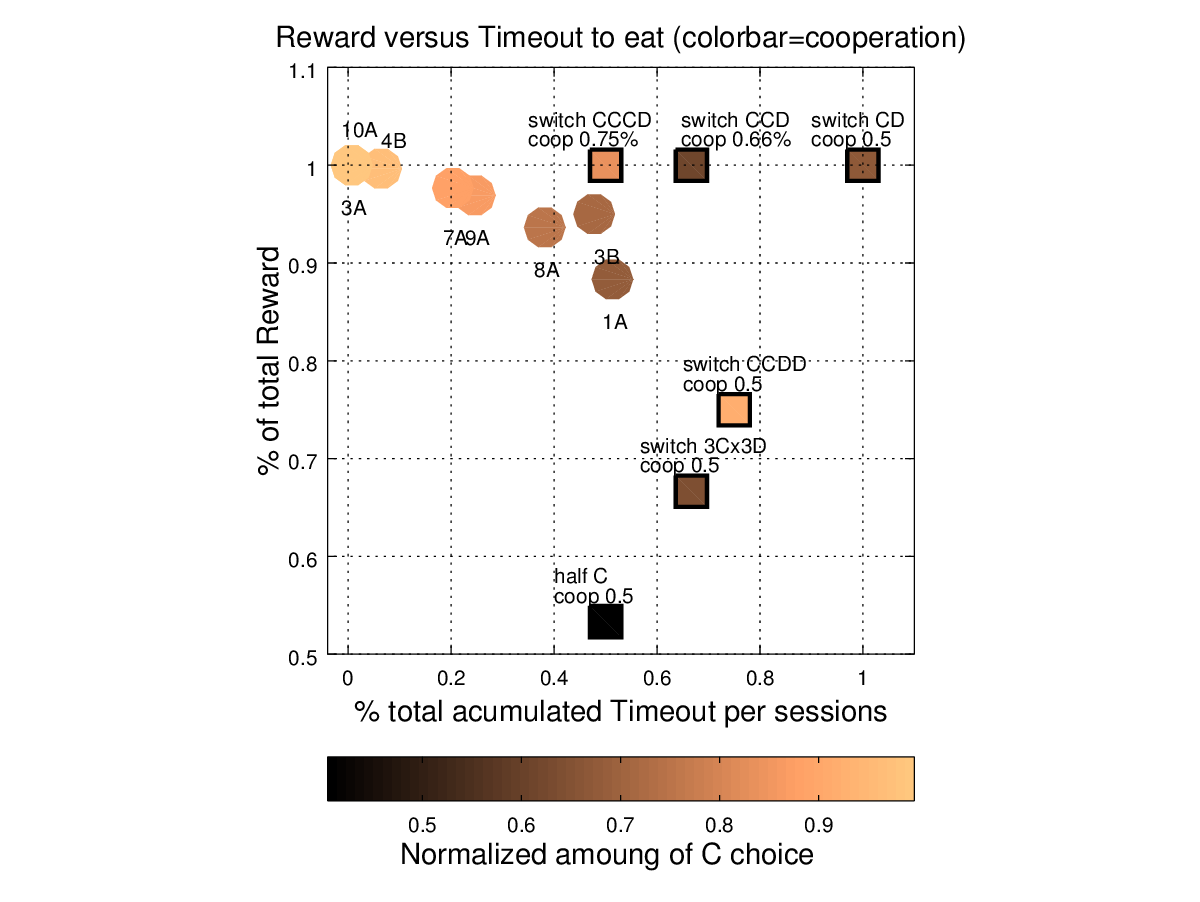 Reward versus Timeout to eat (colorbar=cooperation)
1.1
switch CCCD
coop 0.75%
switch CCD
coop 0.66%
switch CD
coop 0.5
10A
4B
1
3A
7A
9A
3B
0.9
8A
1A
% of total Reward
0.8
switch CCDD
coop 0.5
switch 3Cx3D
0.7
coop 0.5
0.6
half C
coop 0.5
0.5
0 0.2 0.4 0.6 0.8 1
% total acumulated Timeout per sessions
0.5 0.6 0.7 0.8 0.9
Normalized amoung of C choice